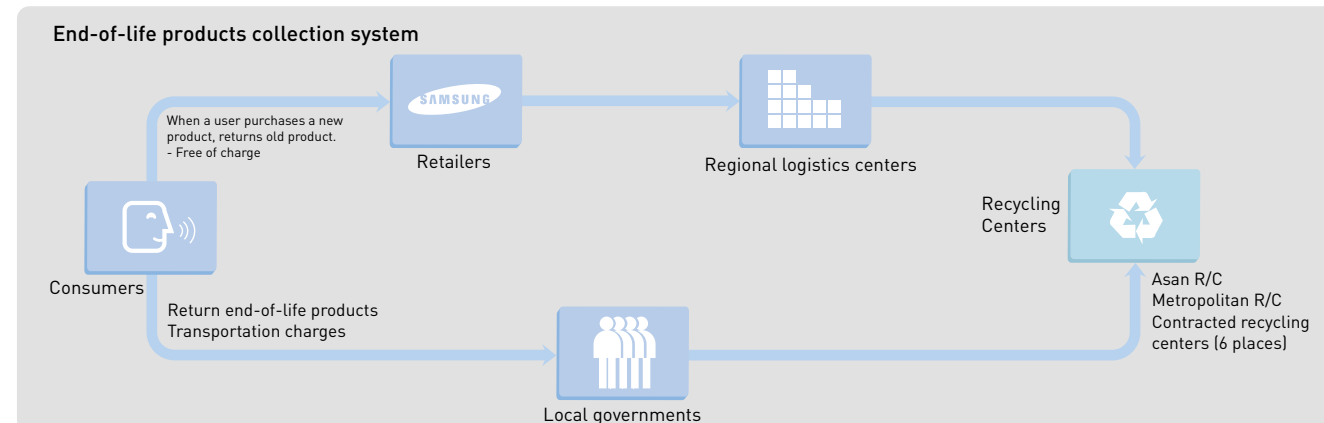 End-of-life products collection system
When a user purchases a new
product, returns old product.
- Free of charge
SAMSUNG
Retailers
Regional logistics centers
Recycling
Centers
Consumers
Return end-of-life products
Transportation charges
Asan R/C
Metropolitan R/C
Contracted recycling
centers (6 places)
Local governments